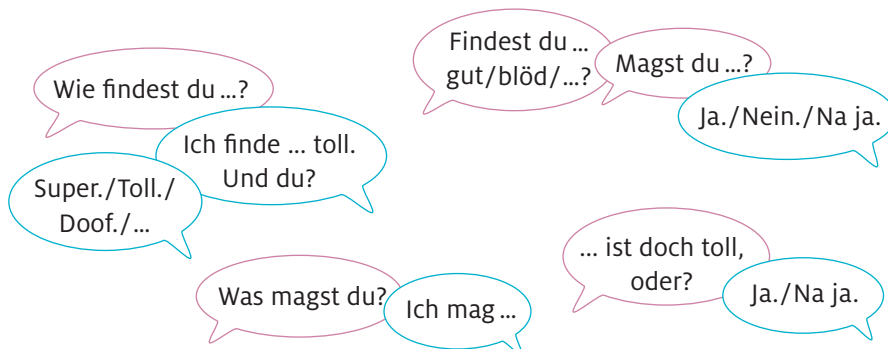 Wie findest du …?
Ich finde … toll.
Und du?
Super./Toll./
Doof./…
Findest du …
gut/blöd/…?
Magst du …?
Ja./Nein./Na ja.
Was magst du?
Ich mag …
… ist doch toll,
oder?
Ja./Na ja.